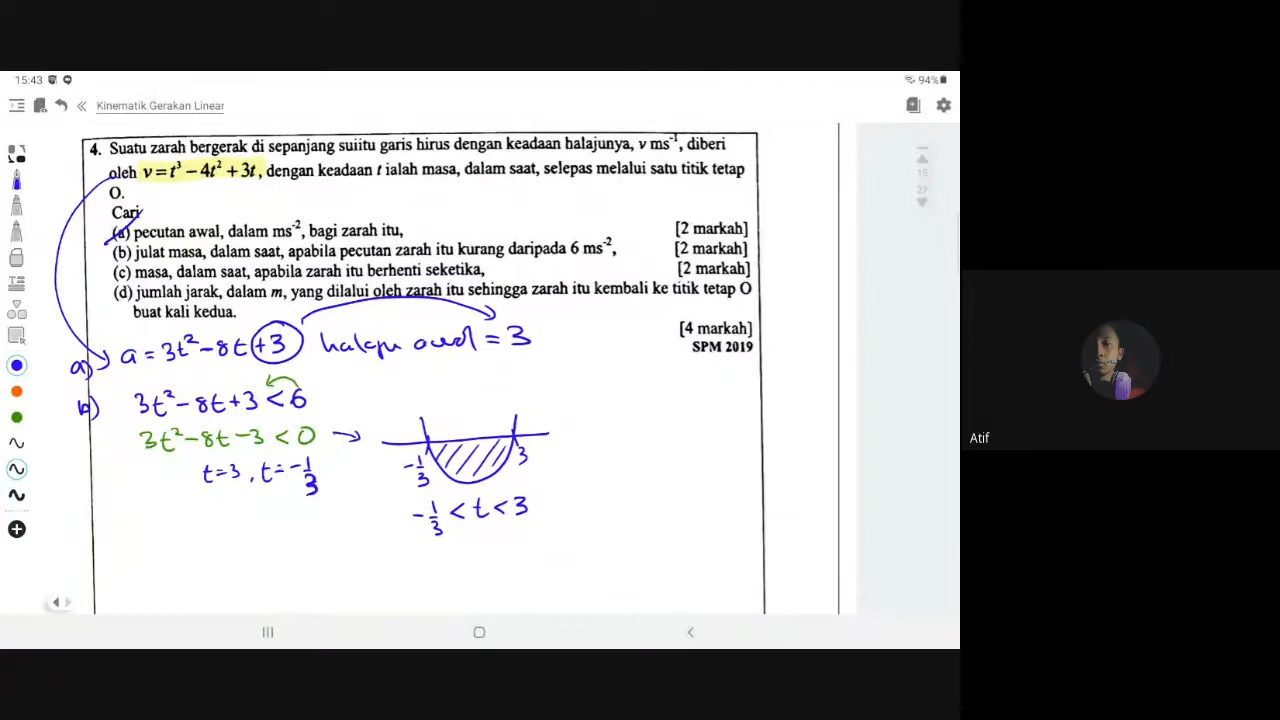 15:43
94%
Kinematik Gerakan Linear
4. Suatu zarah bergerak di sepanjang suiitu garis hirus dengan keadaan halajunya, v ms⁻¹, diberi
oleh v = t³ − 4t² + 3t, dengan keadaan t ialah masa, dalam saat, selepas melalui satu titik tetap
O.
Cari
(a) pecutan awal, dalam ms⁻², bagi zarah itu, [2 markah]
(b) julat masa, dalam saat, apabila pecutan zarah itu kurang daripada 6 ms⁻², [2 markah]
(c) masa, dalam saat, apabila zarah itu berhenti seketika, [2 markah]
(d) jumlah jarak, dalam m, yang dilalui oleh zarah itu sehingga zarah itu kembali ke titik tetap O
buat kali kedua.
[4 markah]
SPM 2019
a) a = 3t² − 8t + 3 halaju awal = 3
b) 3t² − 8t + 3 < 6
3t² − 8t − 3 < 0 →
t = 3, t = −1/3
−1/3 3
−1/3 < t < 3
15
27
Atif